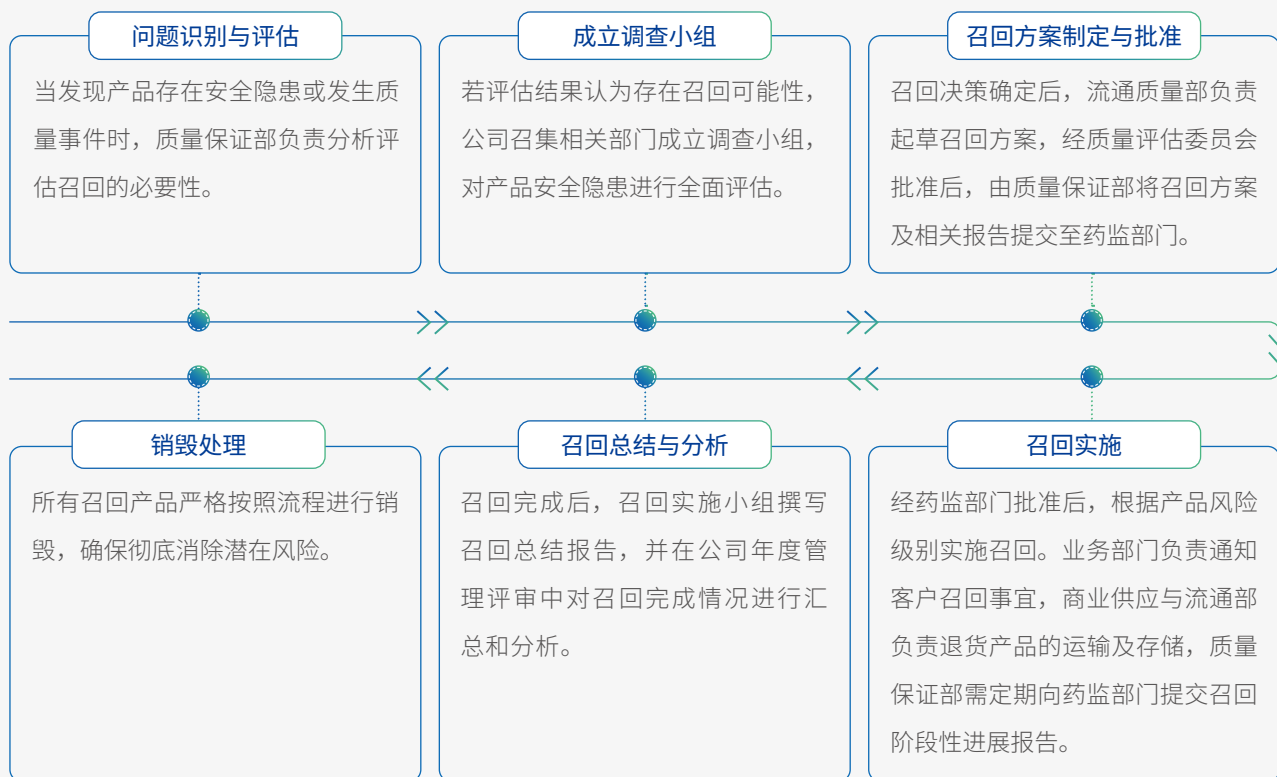 问题识别与评估
当发现产品存在安全隐患或发生质
量事件时，质量保证部负责分析评
估召回的必要性。
成立调查小组
若评估结果认为存在召回可能性，
公司召集相关部门成立调查小组，
对产品安全隐患进行全面评估。
召回方案制定与批准
召回决策确定后，流通质量部负责
起草召回方案，经质量评估委员会
批准后，由质量保证部将召回方案
及相关报告提交至药监部门。
召回实施
经药监部门批准后，根据产品风险
级别实施召回。业务部门负责通知
客户召回事宜，商业供应与流通部
负责退货产品的运输及存储，质量
保证部需定期向药监部门提交召回
阶段性进展报告。
召回总结与分析
召回完成后，召回实施小组撰写
召回总结报告，并在公司年度管
理评审中对召回完成情况进行汇
总和分析。
销毁处理
所有召回产品严格按照流程进行销
毁，确保彻底消除潜在风险。